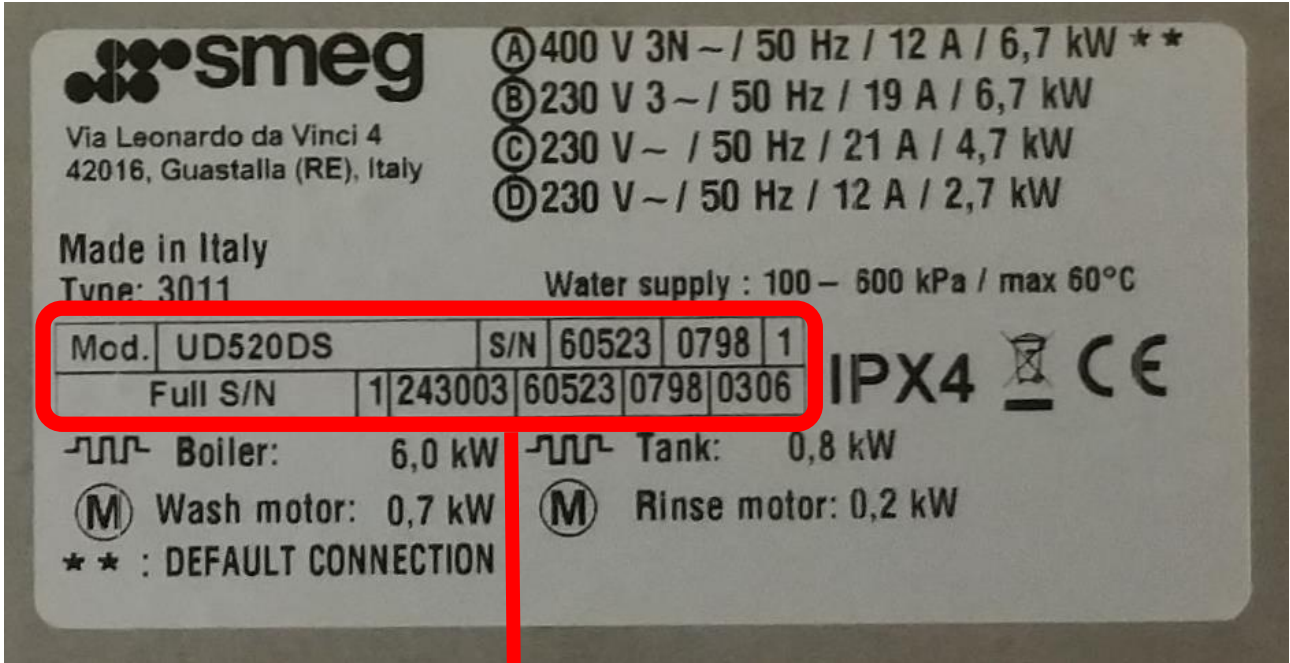 smeg
Via Leonardo da Vinci 4
42016, Guastalla (RE), Italy
Ⓐ 400 V 3N ~ / 50 Hz / 12 A / 6,7 kW * *
Ⓑ 230 V 3 ~ / 50 Hz / 19 A / 6,7 kW
Ⓒ 230 V ~ / 50 Hz / 21 A / 4,7 kW
Ⓓ 230 V ~ / 50 Hz / 12 A / 2,7 kW
Made in Italy
Type: 3011
Water supply : 100 – 600 kPa / max 60°C
Mod. UD520DS S/N 60523 0798 1
Full S/N 1 243003 60523 0798 0306
IPX4 CE
Boiler: 6,0 kW Tank: 0,8 kW
M Wash motor: 0,7 kW M Rinse motor: 0,2 kW
* * : DEFAULT CONNECTION